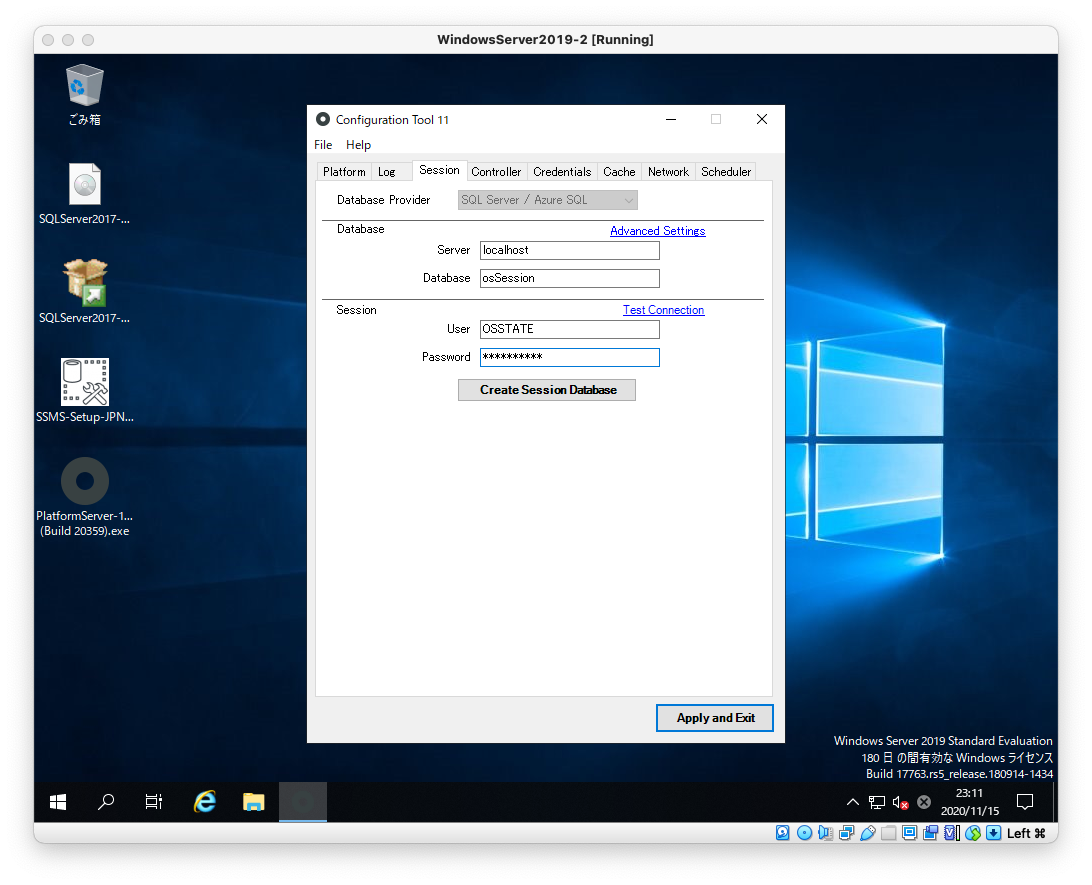 WindowsServer2019-2 [Running]
ごみ箱
SQLServer2017-...
SQLServer2017-...
SSMS-Setup-JPN...
PlatformServer-1...
(Build 20359).exe
Configuration Tool 11
File Help
Platform Log Session Controller Credentials Cache Network Scheduler
Database Provider SQL Server / Azure SQL
Database Advanced Settings
Server localhost
Database osSession
Session Test Connection
User OSSTATE
Password **********
Create Session Database
Apply and Exit
Windows Server 2019 Standard Evaluation
180 日 の間有効な Windows ライセンス
Build 17763.rs5_release.180914-1434
23:11
2020/11/15
Left ⌘